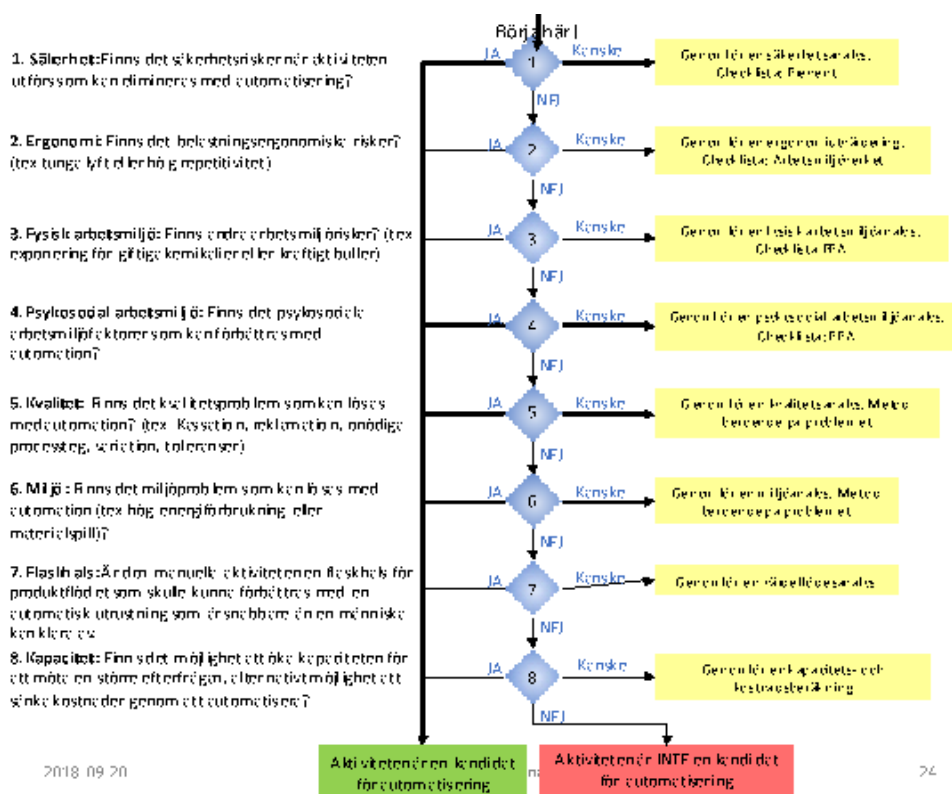 Börja här!
1. Säkerhet: Finns det säkerhetsrisker när aktiviteten
utförs som kan elimineras med automatisering?
JA
1
Kanske
Genomför en säkerhetsanalys.
Checklista:
NEJ
2. Ergonomi: Finns det belastningsergonomiska risker?
(tex tunga lyft eller hög repetitivitet)
JA
2
Kanske
Genomför en ergonomiutvärdering.
Checklista: Arbetsmiljöverket
NEJ
3. Fysisk arbetsmiljö: Finns andra arbetsmiljörisker? (tex
exponering för giftiga kemikalier eller kraftigt buller)
JA
3
Kanske
Genomför en fysisk arbetsmiljöanalys.
Checklista:
NEJ
4. Psykosocial arbetsmiljö: Finns det psykosociala
arbetsmiljöfaktorer som kan förbättras med
automation?
JA
4
Kanske
Genomför en psykosocial arbetsmiljöanalys.
Checklista:
NEJ
5. Kvalitet: Finns det kvalitetsproblem som kan lösas
med automation? (tex Kassation, reklamation, onödiga
processteg, variation, toleranser)
JA
5
Kanske
Genomför en kvalitetsanalys. Metod
beroende på problemet
NEJ
6. Miljö: Finns det miljöproblem som kan lösas med
automation (tex hög energiförbrukning eller
materialspill)?
JA
6
Kanske
Genomför en miljöanalys. Metod
beroende på problemet
NEJ
7. Flaskhals: Är den manuella aktiviteten en flaskhals för
produktflödet som skulle kunna förbättras med en
automatisk utrustning som är snabbare än en människa
kan klara av?
JA
7
Kanske
Genomför en värdeflödesanalys
NEJ
8. Kapacitet: Finns det möjlighet att öka kapaciteten för
att möta en större efterfrågan, alternativt möjlighet att
sänka kostnader genom att automatisera?
JA
8
Kanske
Genomför en kapacitets- och
kostnadsberäkning
NEJ
Aktiviteten är en kandidat
för automatisering
Aktiviteten är INTE en kandidat
för automatisering
2018-09-20
24